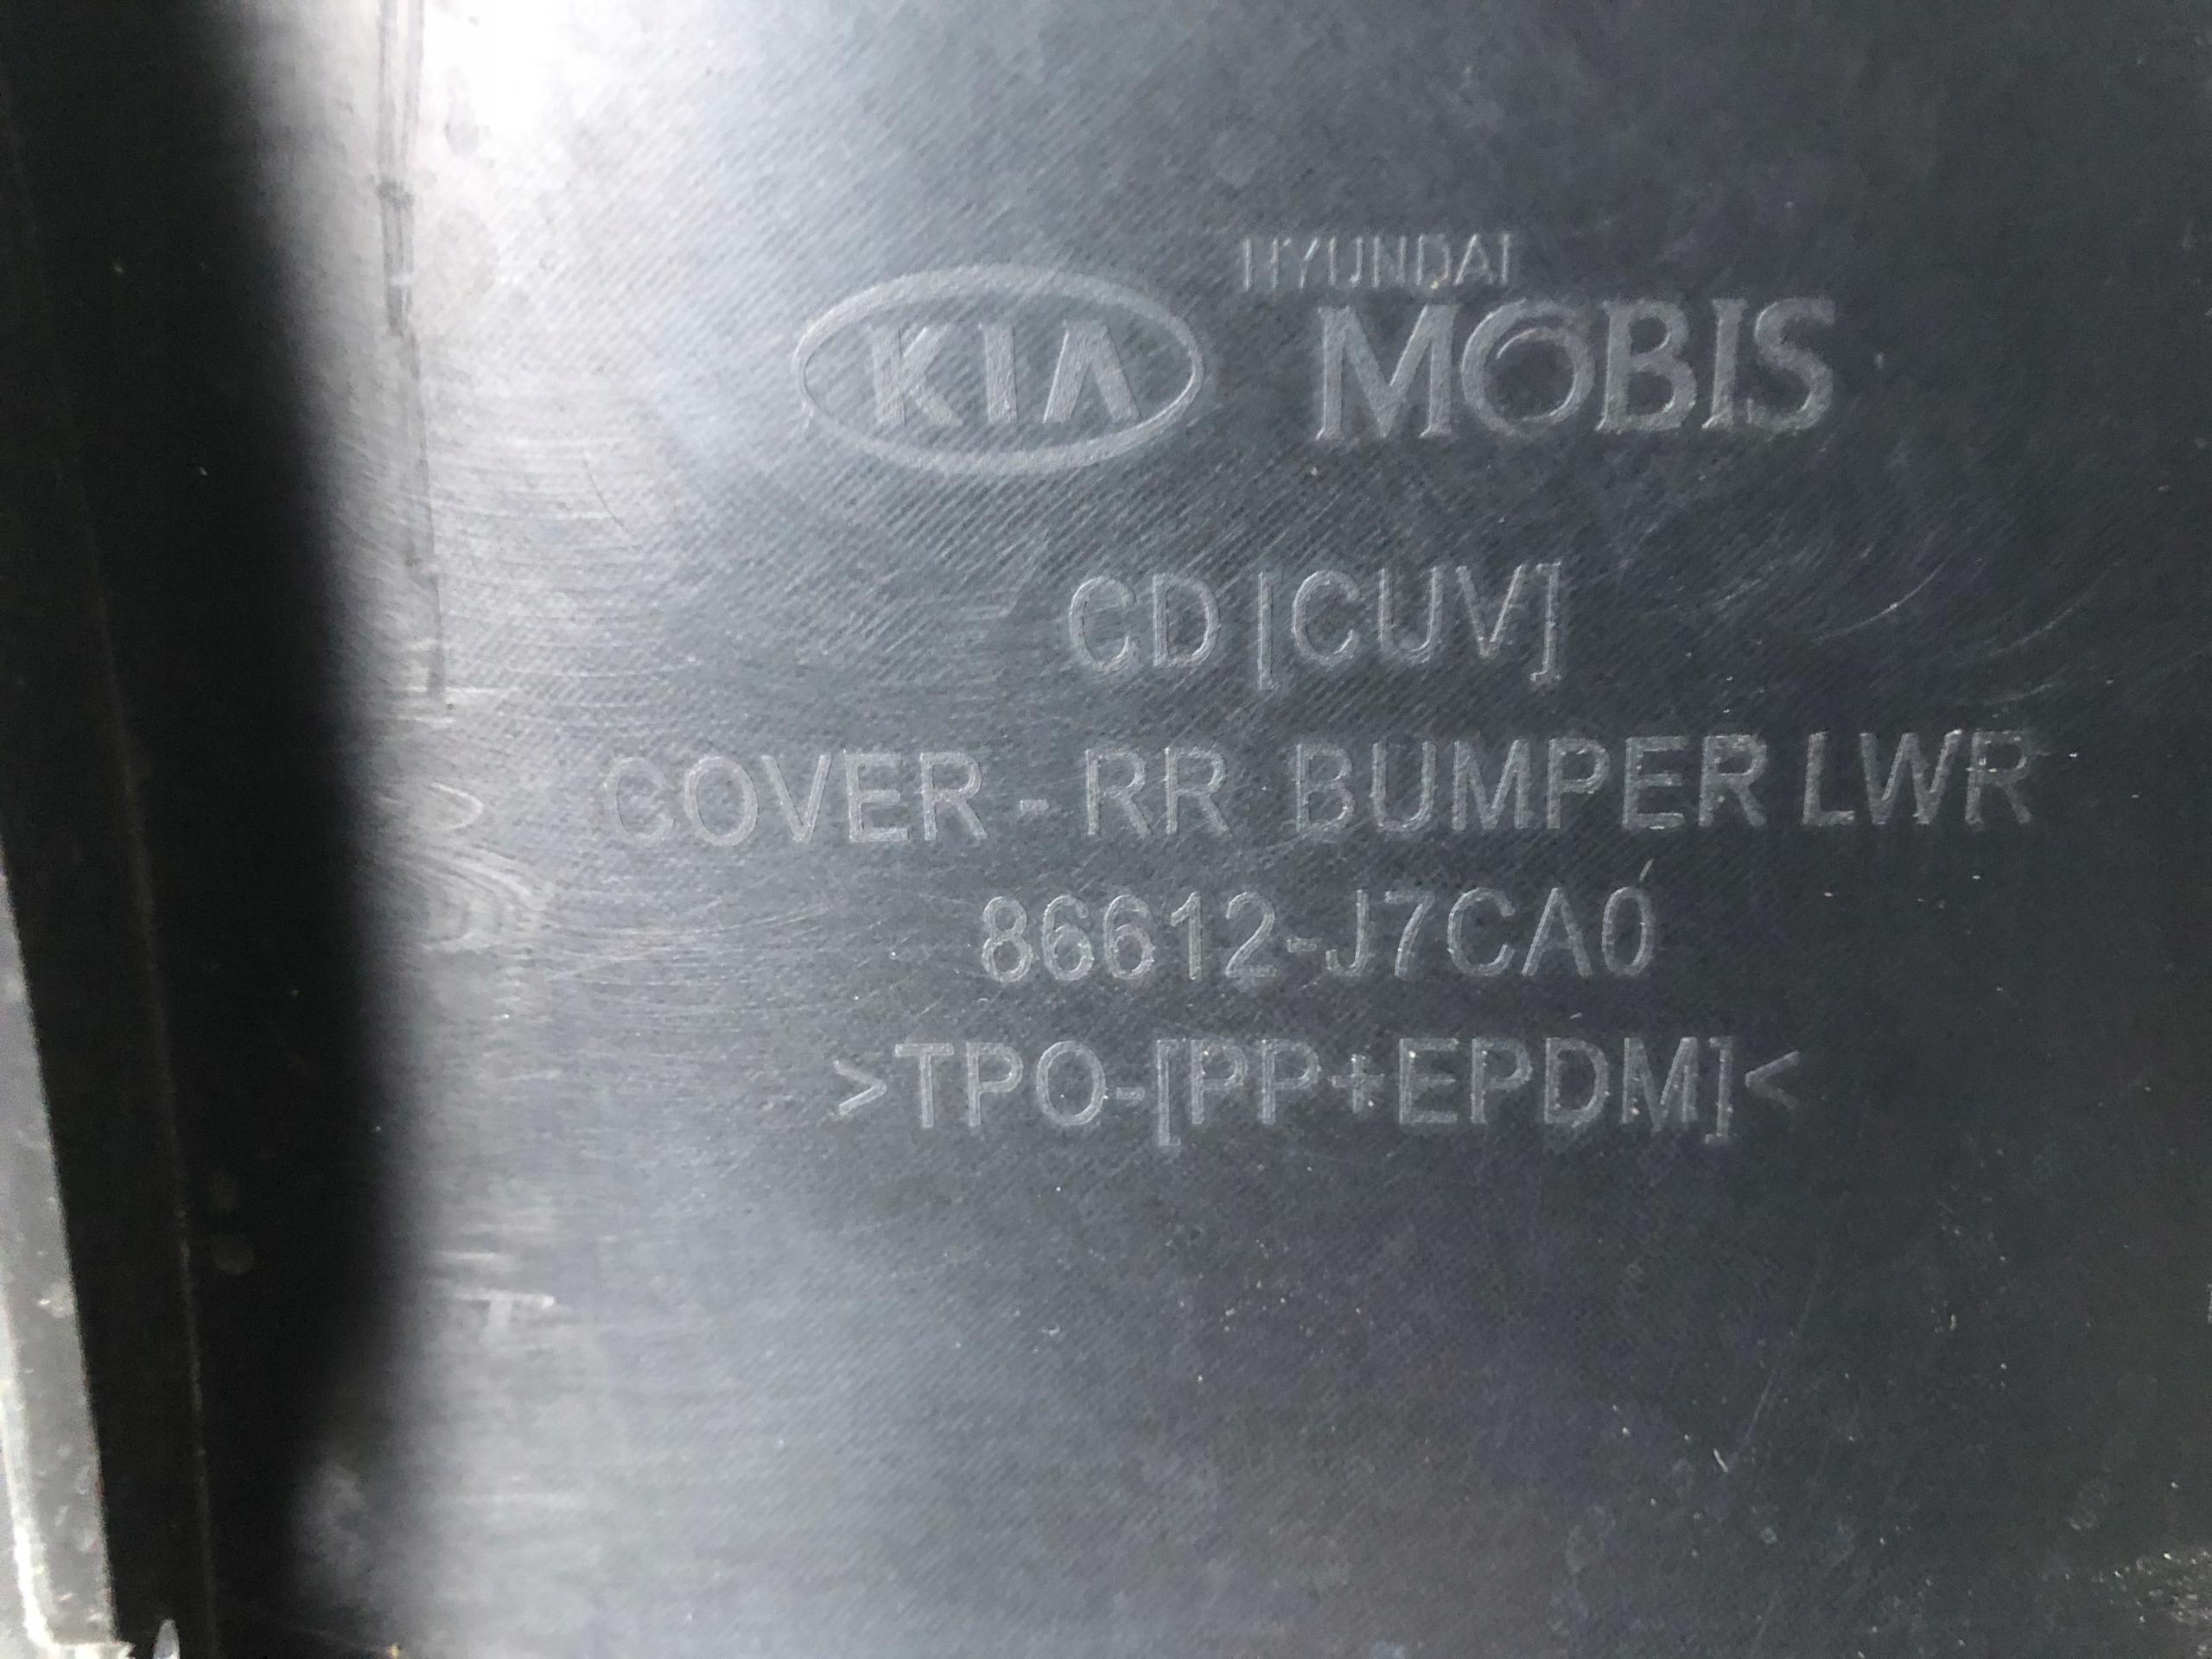 HYUNDAI
KIA MOBIS
CD [CUV]
COVER - RR BUMPER LWR
86612-J7CA0
>TPO-[PP+EPDM]<